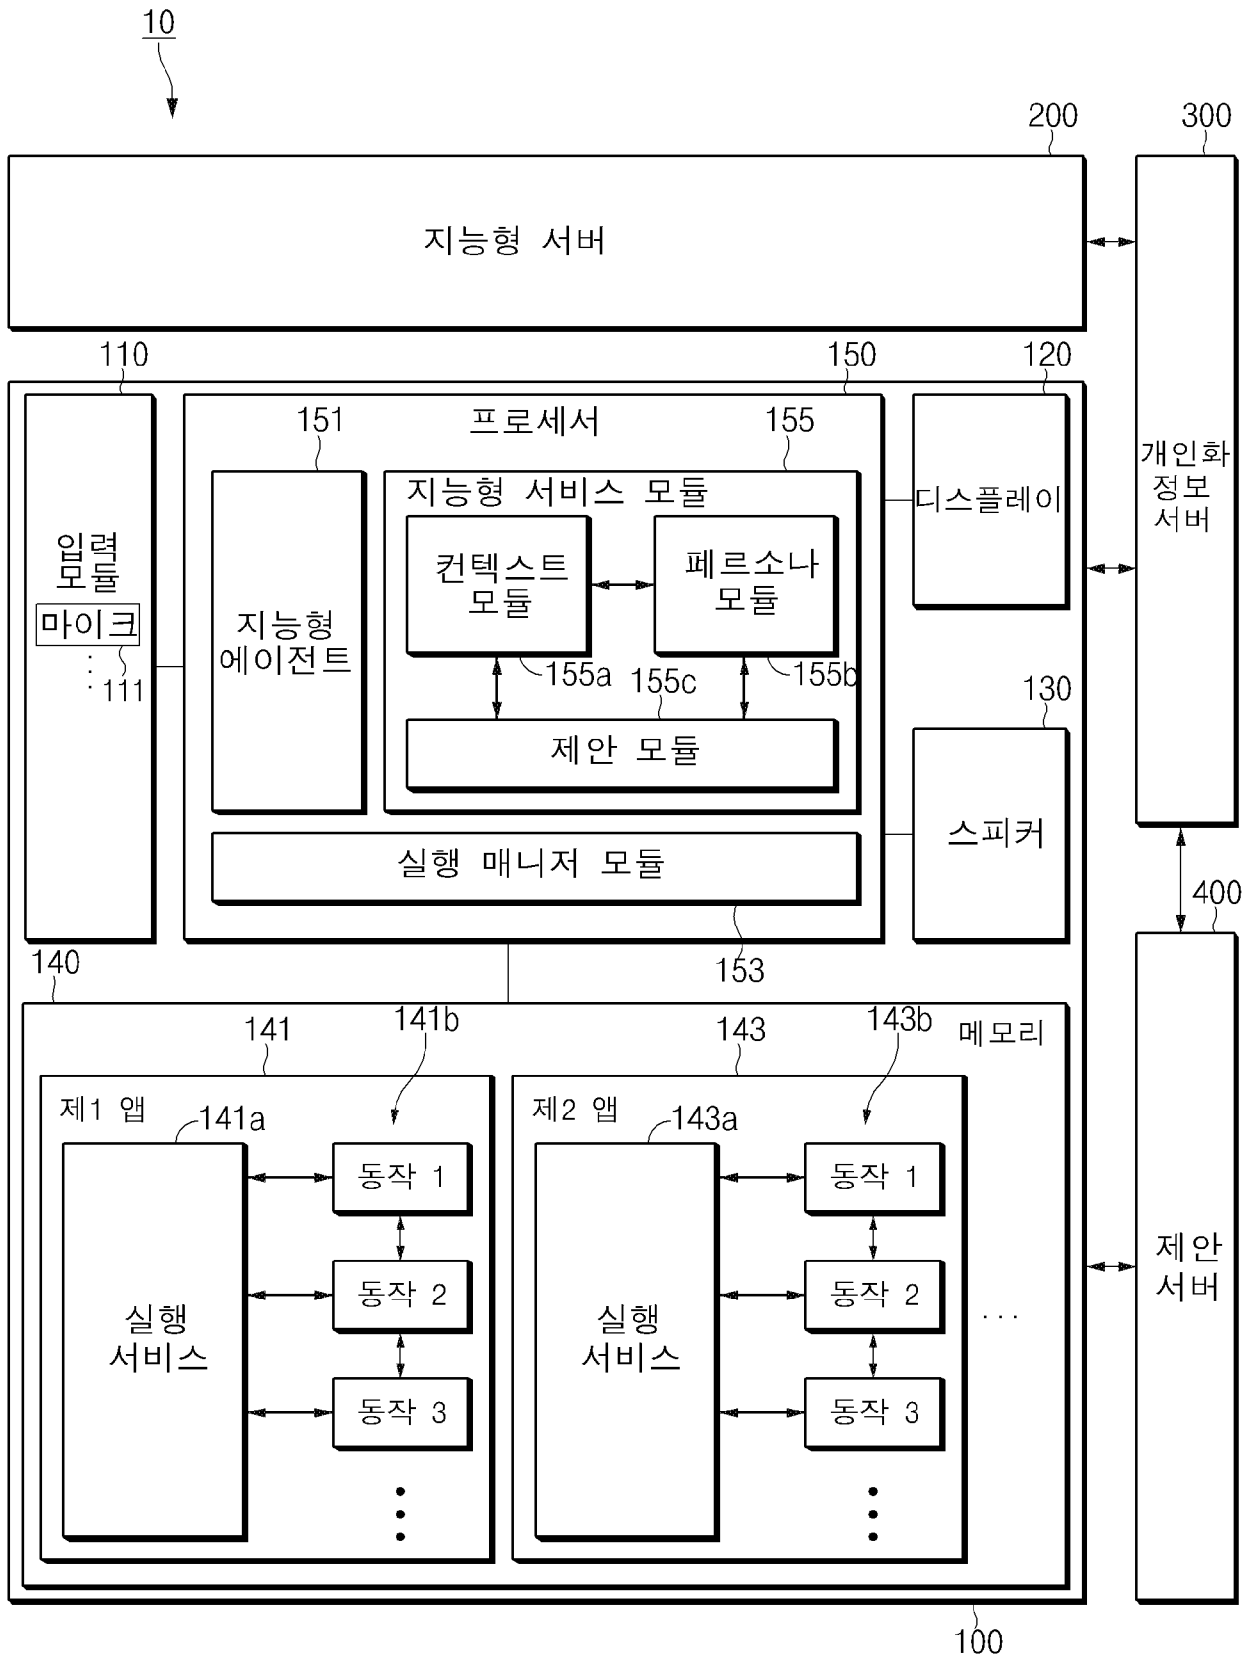 10
200
300
지능형 서버
110
150
120
151
프로세서
155
개인화
정보
서버
지능형 서비스 모듈
디스플레이
입력
모듈
마이크
111
컨텍스트
모듈
페르소나
모듈
지능형
에이전트
155a
155c
155b
130
제안 모듈
스피커
실행 매니저 모듈
400
140
153
141
141b
143
143b
메모리
제1 앱
141a
제2 앱
143a
동작 1
동작 1
동작 2
동작 2
실행
서비스
실행
서비스
· · ·
제안
서버
동작 3
동작 3
100